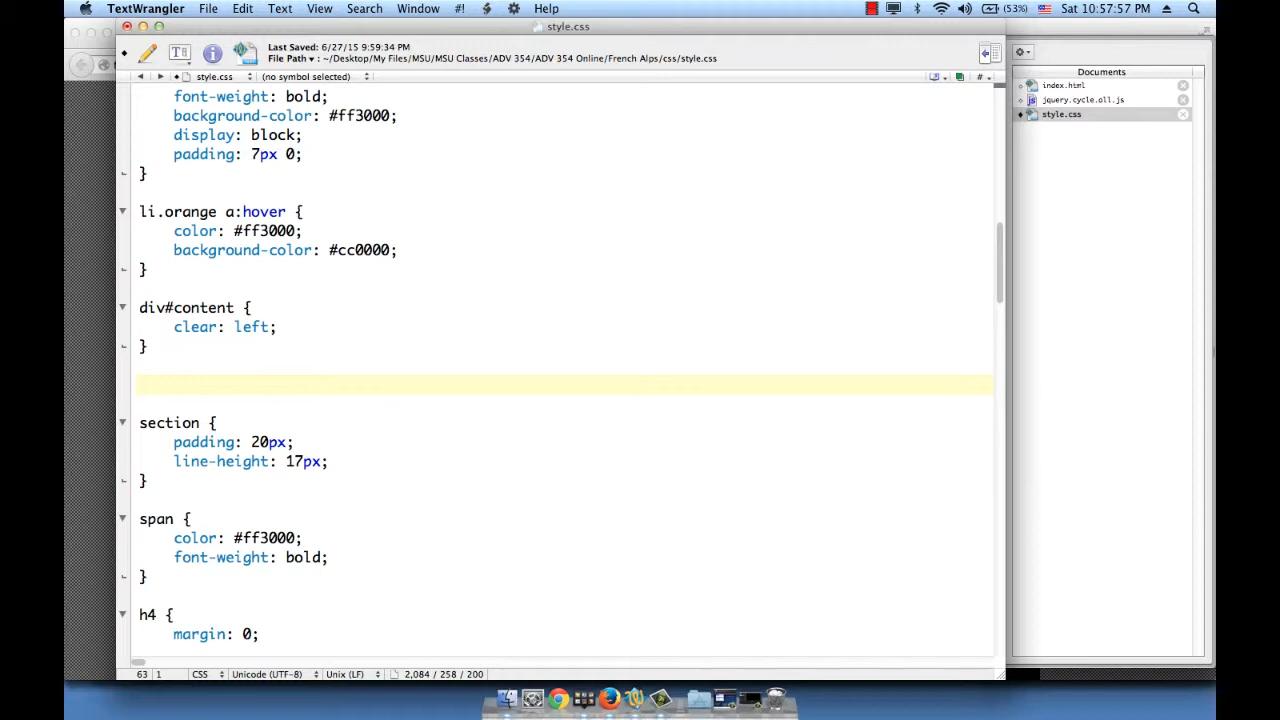 TextWrangler File Edit Text View Search Window #! Help (53%) Sat 10:57:57 PM
style.css
Last Saved: 6/27/15 9:59:34 PM
File Path ▾ : ~/Desktop/My Files/MSU/MSU Classes/ADV 354/ADV 354 Online/French Alps/css/style.css
style.css (no symbol selected) #
Documents
index.html
jquery.cycle.all.js
style.css
font-weight: bold;
background-color: #ff3000;
display: block;
padding: 7px 0;
}
li.orange a:hover {
color: #ff3000;
background-color: #cc0000;
}
div#content {
clear: left;
}
section {
padding: 20px;
line-height: 17px;
}
span {
color: #ff3000;
font-weight: bold;
}
h4 {
margin: 0;
63 1 CSS Unicode (UTF-8) Unix (LF) 2,084 / 258 / 200